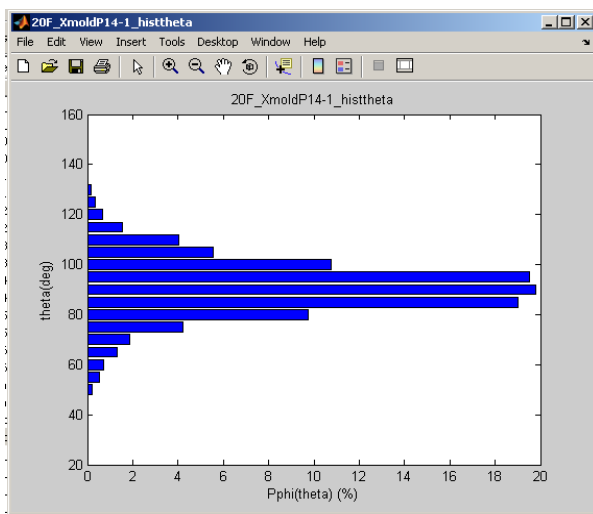 20F_XmoldP14-1_histtheta
File Edit View Insert Tools Desktop Window Help
20F_XmoldP14-1_histtheta
160
140
120
100
80
60
40
20
theta(deg)
0 2 4 6 8 10 12 14 16 18 20
Pphi(theta) (%)